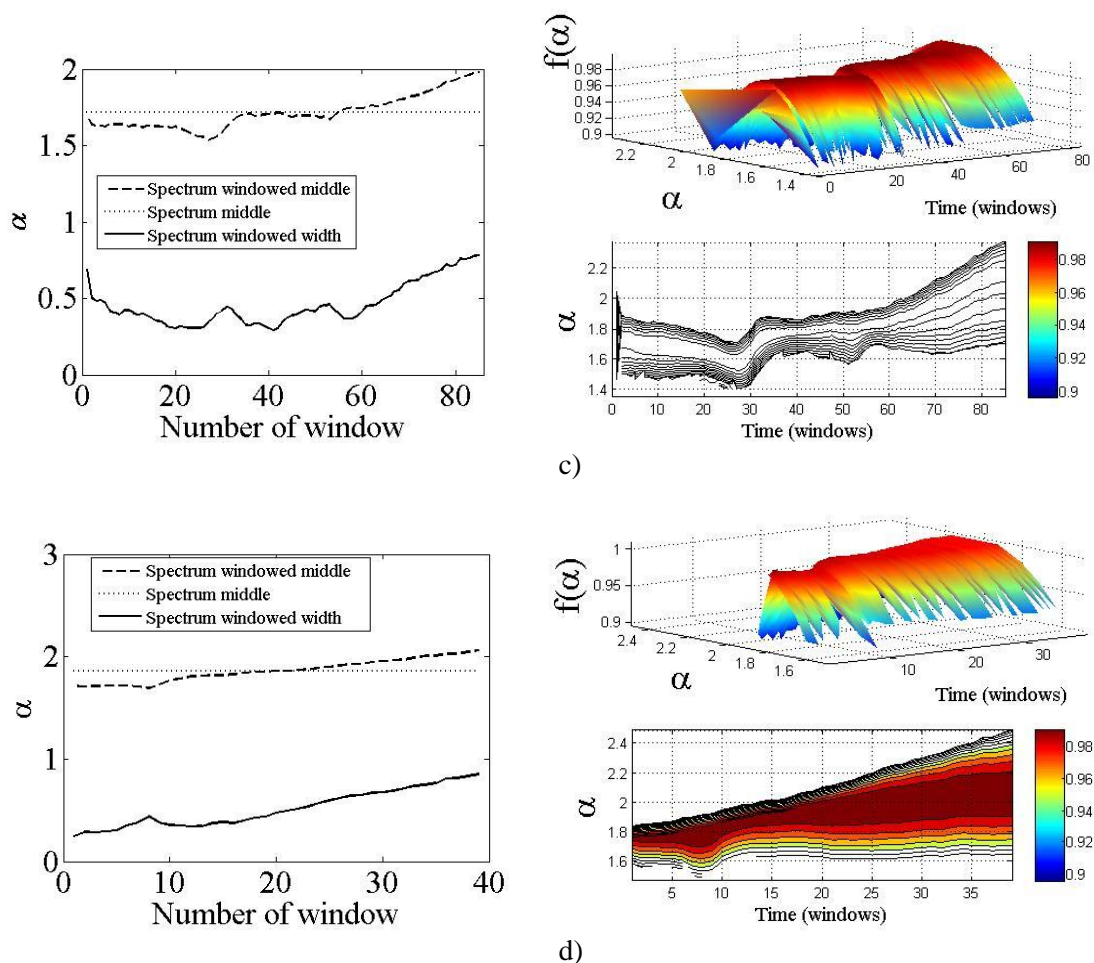 2
1.5
1
0.5
0
α
Spectrum windowed middle
Spectrum middle
Spectrum windowed width
0 20 40 60 80
Number of window
f(α)
0.98
0.96
0.94
0.92
0.9
2.2 2 1.8 1.6 1.4
α
0 20 40 60 80
Time (windows)
2.2
2
1.8
1.6
1.4
α
0 10 20 30 40 50 60 70 80
Time (windows)
0.98
0.96
0.94
0.92
0.9
c)
3
2
1
0
α
Spectrum windowed middle
Spectrum middle
Spectrum windowed width
0 10 20 30 40
Number of window
f(α)
1
0.95
0.9
2.4 2.2 2 1.8 1.6
α
10 20 30
Time (windows)
2.4
2.2
2
1.8
1.6
α
5 10 15 20 25 30 35
Time (windows)
0.98
0.96
0.94
0.92
0.9
d)